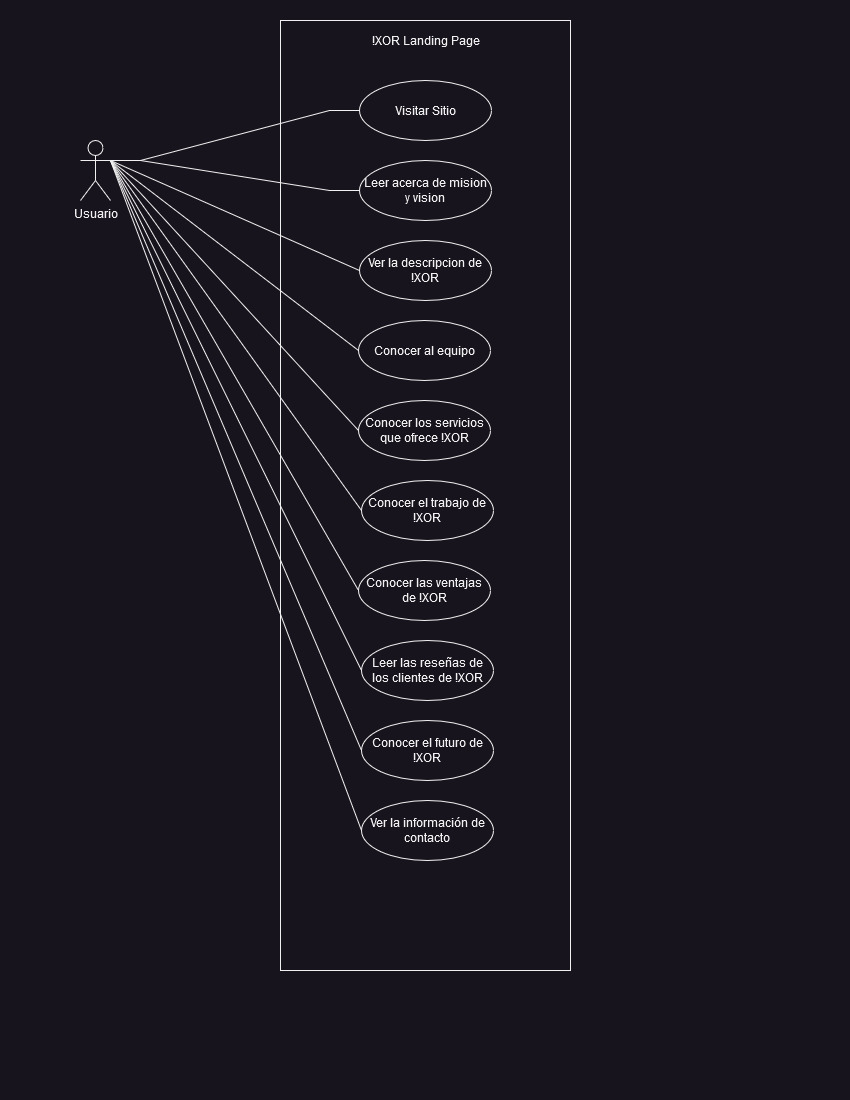 !XOR Landing Page
Visitar Sitio
Usuario
Leer acerca de mision
y vision
Ver la descripcion de
!XOR
Conocer al equipo
Conocer los servicios
que ofrece !XOR
Conocer el trabajo de
!XOR
Conocer las ventajas
de !XOR
Leer las reseñas de
los clientes de !XOR
Conocer el futuro de
!XOR
Ver la información de
contacto